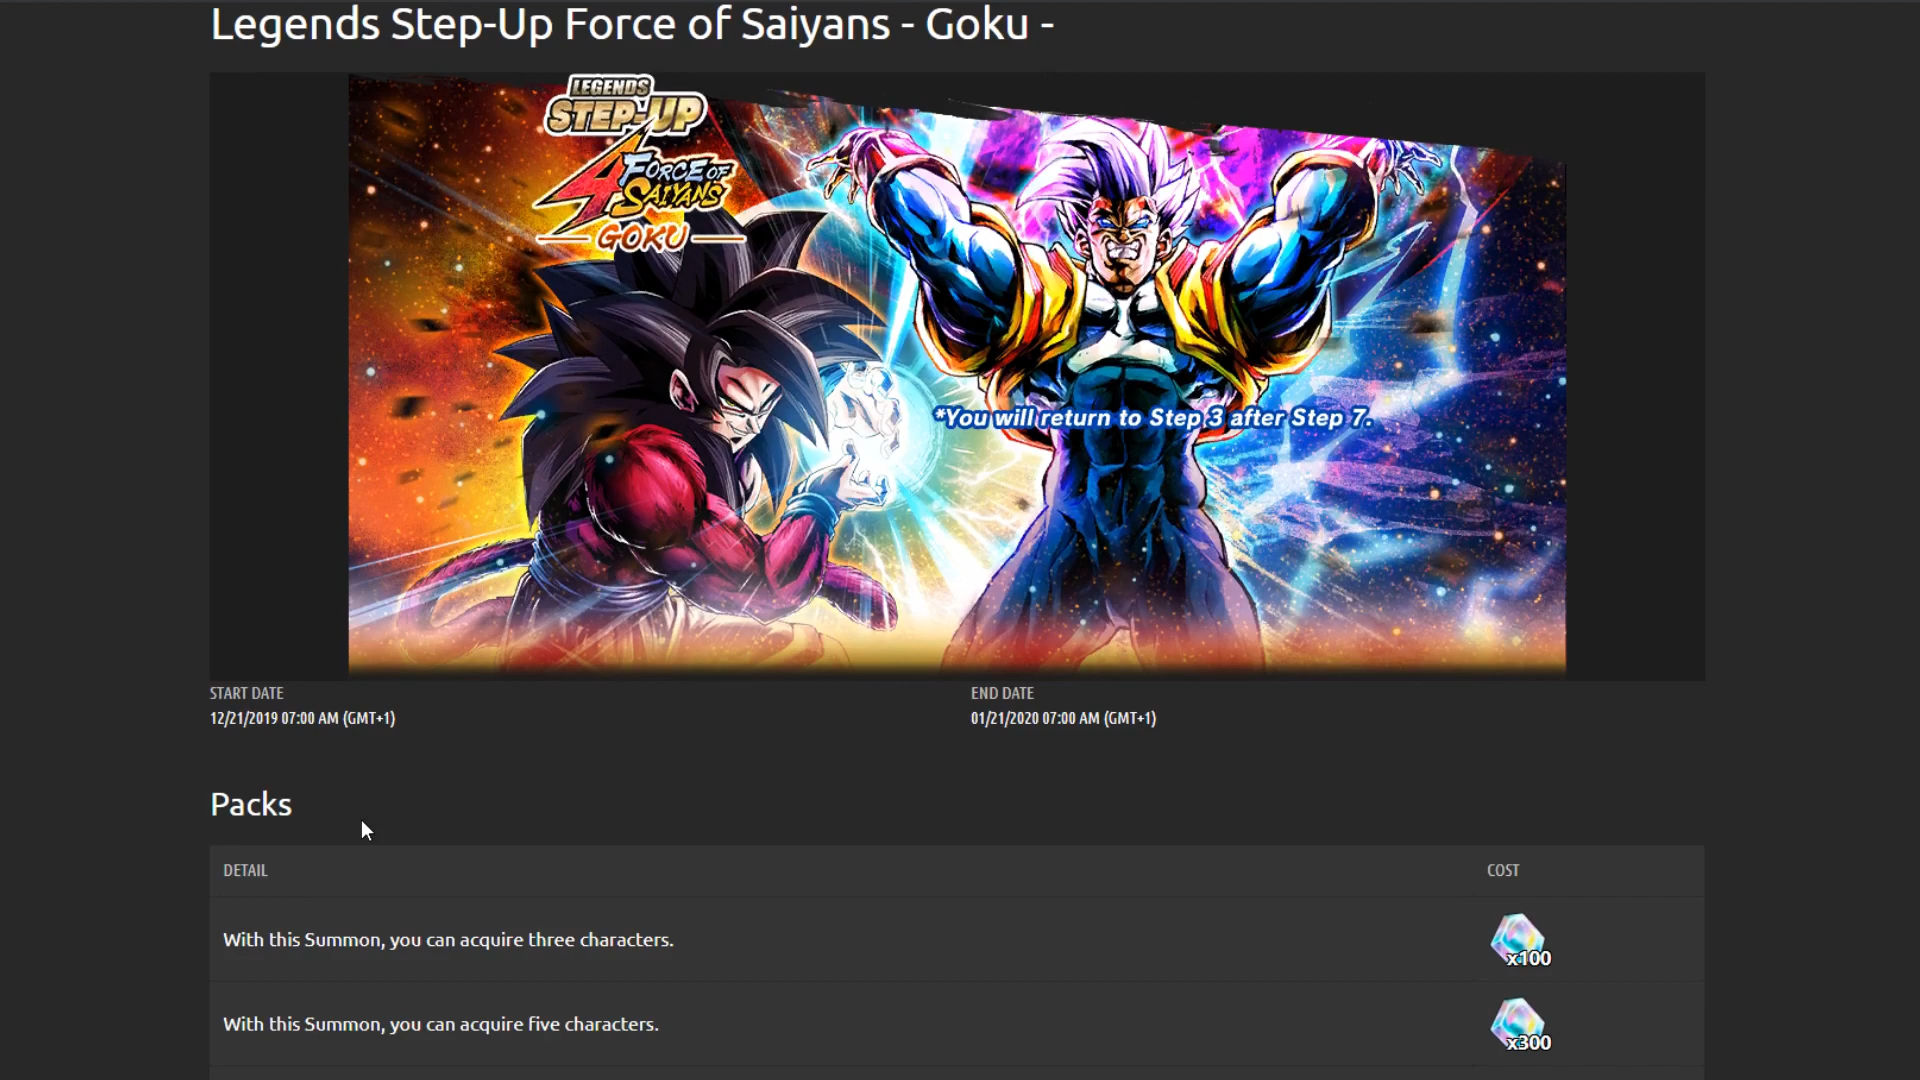 Legends Step-Up Force of Saiyans - Goku -
LEGENDS
STEP-UP
4 FORCE OF
SAIYANS
GOKU
*You will return to Step 3 after Step 7.
START DATE
12/21/2019 07:00 AM (GMT+1)
END DATE
01/21/2020 07:00 AM (GMT+1)
Packs
DETAIL
COST
With this Summon, you can acquire three characters.
x100
With this Summon, you can acquire five characters.
x300